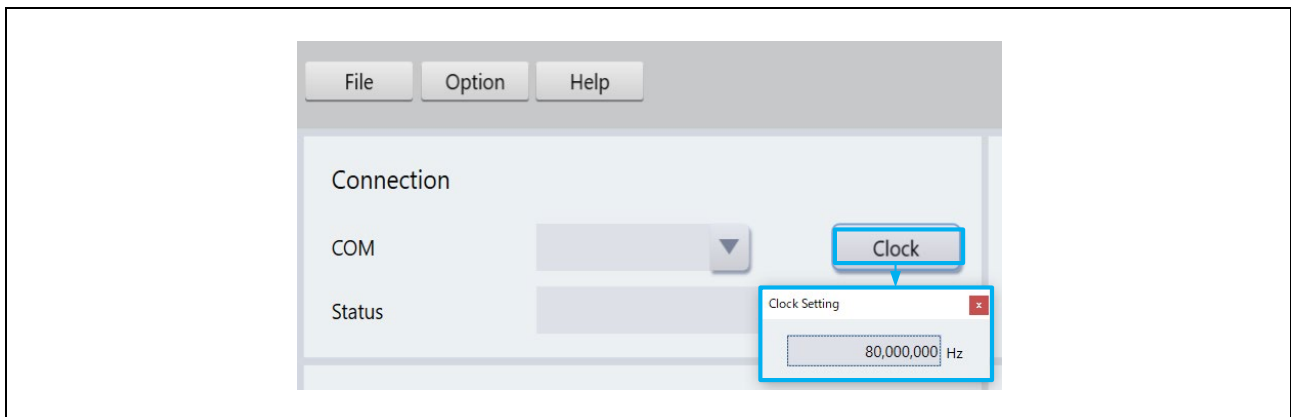 File Option Help
Connection
COM Clock
Status
Clock Setting x
80,000,000 Hz